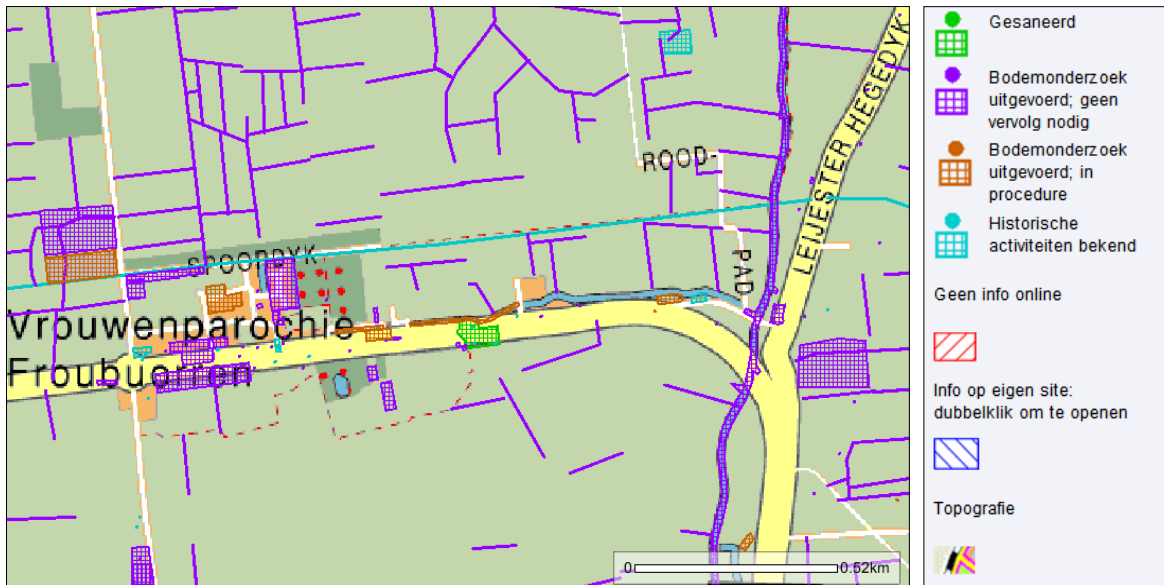 LEIJESTER HEGEDYK
ROOD-
PAD
SPOORDYK
Vrouwenparochie
Froubuorren
0 0.52km
Gesaneerd
Bodemonderzoek
uitgevoerd; geen
vervolg nodig
Bodemonderzoek
uitgevoerd; in
procedure
Historische
activiteiten bekend
Geen info online
Info op eigen site:
dubbelklik om te openen
Topografie